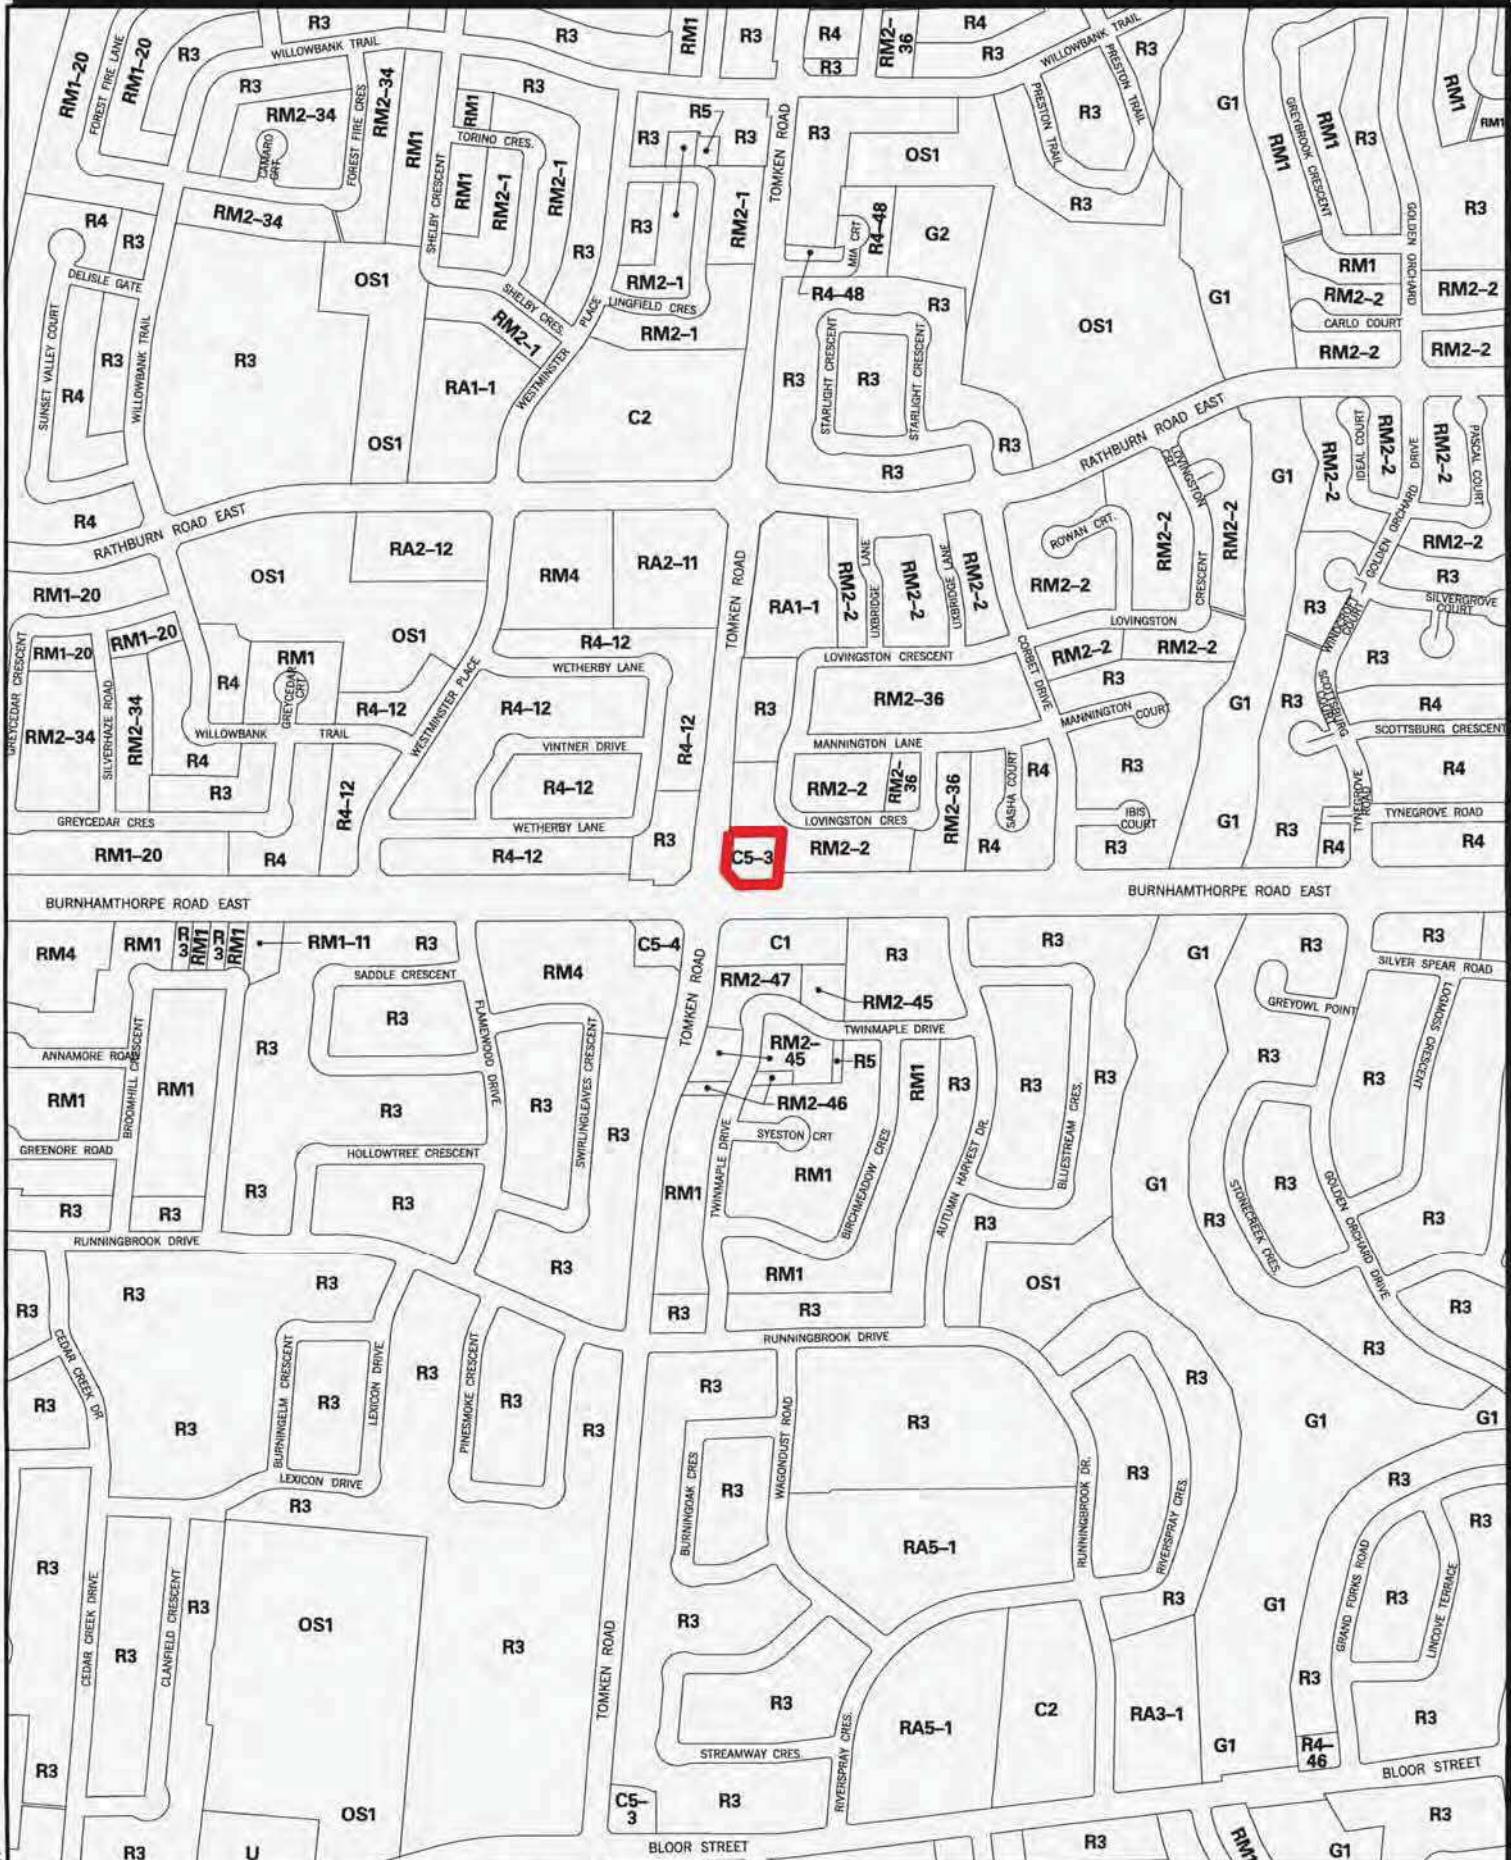 R3
RM1
R3
R4
RM2–36
R4
R3
WILLOWBANK TRAIL
R3
R3
R3
RM1–20
FOREST FIRE LANE
RM1–20
R3
WILLOWBANK TRAIL
R3
PRESTON TRAIL
R3
RM2–34
CAMARO CRT
FOREST FIRE CRES
RM2–34
RM1
R3
RM1
TORINO CRES.
RM1
RM2–1
RM2–1
SHELBY CRESCENT
R3
R5
R3
R3
TOMKEN ROAD
R3
OS1
PRESTON TRAIL
R3
G1
RM1
GREYBROOK CRESCENT
RM1
R3
RM1
RM1
R3
GOLDEN ORCHARD
R4
R3
RM2–34
R3
RM2–1
R4–48
MIA CRT
G2
R3
DELISLE GATE
OS1
R3
RM2–1
LINGFIELD CRES
RM2–1
R4–48
R3
OS1
G1
RM1
RM2–2
RM2–2
CARLO COURT
RM2–2
RM2–2
SHELBY CRES.
RM2–1
WESTMINSTER
PLACE
SUNSET VALLEY COURT
R4
R3
WILLOWBANK TRAIL
R3
OS1
RA1–1
C2
R3
STARLIGHT CRESCENT
R3
STARLIGHT CRESCENT
R3
R3
RATHBURN ROAD EAST
R4
RATHBURN ROAD EAST
G1
RM2–2
IDEAL COURT
RM2–2
GOLDEN ORCHARD
DRIVE
RM2–2
PASCAL COURT
LOVINGSTON CRT
RM2–2
ROWAN CRT.
RM2–2
RM2–2
CRESCENT
LOVINGSTON
RA2–12
OS1
RM4
RA2–11
TOMKEN ROAD
RA1–1
RM2–2
LANE
UXBRIDGE
RM2–2
UXBRIDGE LANE
RM2–2
RM2–2
R3
SILVERGROVE
COURT
R3
WINDCROFT
COURT
R3
RM1–20
OS1
R4–12
WETHERBY LANE
LOVINGSTON CRESCENT
CORBET DRIVE
RM2–2
RM2–2
R3
GREYCEDAR CRESCENT
RM1–20
RM1–20
R4
RM1
GREYCEDAR CRT
R4–12
WESTMINSTER PLACE
R4–12
R4–12
R3
RM2–36
MANNINGTON COURT
G1
R3
SCOTTSBURG
COURT
R4
SCOTTSBURG CRESCENT
RM2–34
SILVERHAZE ROAD
RM2–34
WILLOWBANK
TRAIL
R4
R3
VINTNER DRIVE
R4–12
MANNINGTON LANE
RM2–2
RM2–36
RM2–36
SASHA COURT
R4
R3
R4
GREYCEDAR CRES
R4–12
WETHERBY LANE
LOVINGSTON CRES
IBIS
COURT
G1
R3
TYNEGROVE
ROAD
TYNEGROVE ROAD
RM1–20
R4
R4–12
R3
C5–3
RM2–2
R4
R3
R4
R4
BURNHAMTHORPE ROAD EAST
BURNHAMTHORPE ROAD EAST
RM4
RM1
R3
RM1
R3
RM1
RM1–11
R3
RM4
C5–4
C1
R3
R3
G1
R3
R3
SILVER SPEAR ROAD
SADDLE CRESCENT
TOMKEN ROAD
RM2–47
RM2–45
GREYOWL POINT
LOGMOSS CRESCENT
R3
FLAMEWOOD DRIVE
SWIRLINGLEAVES CRESCENT
TWINMAPLE DRIVE
ANNAMORE ROAD
BROOMHILL CRESCENT
R3
RM2–
45
R5
RM1
R3
R3
BLUESTREAM CRES.
R3
R3
R3
RM1
RM1
R3
R3
R3
RM2–46
GREENORE ROAD
HOLLOWTREE CRESCENT
TWINMAPLE DRIVE
SYESTON CRT
RM1
BIRCHMEADOW CRES
AUTUMN HARVEST DR.
R3
R3
R3
R3
RM1
R3
G1
R3
STONECREEK CRES.
R3
GOLDEN ORCHARD DRIVE
R3
RUNNINGBROOK DRIVE
R3
R3
R3
R3
RM1
OS1
R3
R3
R3
R3
RUNNINGBROOK DRIVE
R3
CEDAR CREEK DR
R3
R3
BURNINGELM CRESCENT
R3
LEXICON DRIVE
R3
PINESMOKE CRESCENT
R3
R3
R3
WAGONDUST ROAD
R3
R3
G1
G1
LEXICON DRIVE
R3
BURNINGOAK CRES
R3
RUNNINGBROOK DR.
R3
RIVERSPRAY CRES.
R3
R3
RA5–1
R3
CEDAR CREEK DRIVE
R3
CLANFIELD CRESCENT
R3
OS1
R3
TOMKEN ROAD
R3
R3
G1
GRAND FORKS ROAD
R3
LINCOVE TERRACE
R3
RA5–1
C2
RA3–1
R3
R3
STREAMWAY CRES.
RIVERSPRAY CRES.
G1
R4–
46
BLOOR STREET
R3
OS1
C5–
3
R3
R3
R3
U
BLOOR STREET
R3
RM1
G1